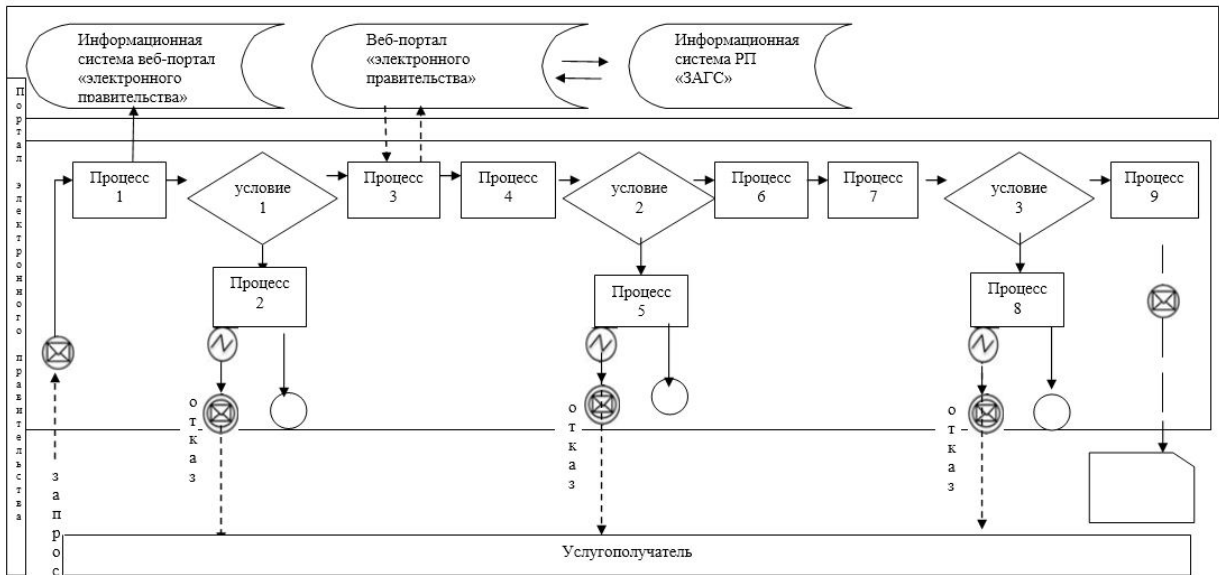 Информационная
система веб-портал
«электронного
правительства»
Веб-портал
«электронного
правительства»
Информационная
система РП
«ЗАГС»
Портал электронного правительства
Процесс
1
условие
1
Процесс
3
Процесс
4
условие
2
Процесс
6
Процесс
7
условие
3
Процесс
9
Процесс
2
Процесс
5
Процесс
8
отказ
отказ
отказ
запрос
Услугополучатель